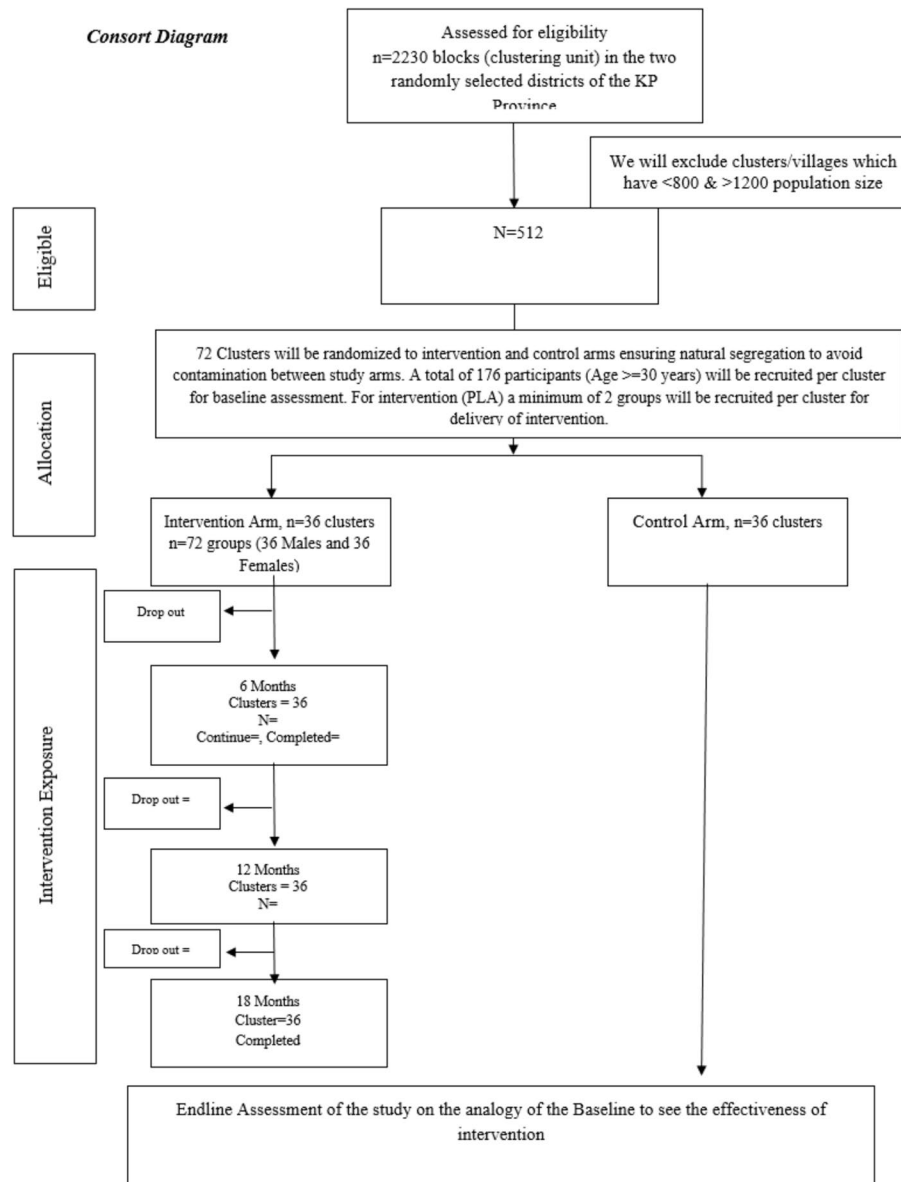 Consort Diagram
Assessed for eligibility
n=2230 blocks (clustering unit) in the two
randomly selected districts of the KP
Province
We will exclude clusters/villages which
have <800 & >1200 population size
Eligible
N=512
Allocation
72 Clusters will be randomized to intervention and control arms ensuring natural segregation to avoid
contamination between study arms. A total of 176 participants (Age >=30 years) will be recruited per cluster
for baseline assessment. For intervention (PLA) a minimum of 2 groups will be recruited per cluster for
delivery of intervention.
Intervention Arm, n=36 clusters
n=72 groups (36 Males and 36
Females)
Control Arm, n=36 clusters
Intervention Exposure
Drop out
6 Months
Clusters = 36
N=
Continue=, Completed=
Drop out =
12 Months
Clusters = 36
N=
Drop out =
18 Months
Cluster=36
Completed
Endline Assessment of the study on the analogy of the Baseline to see the effectiveness of
intervention